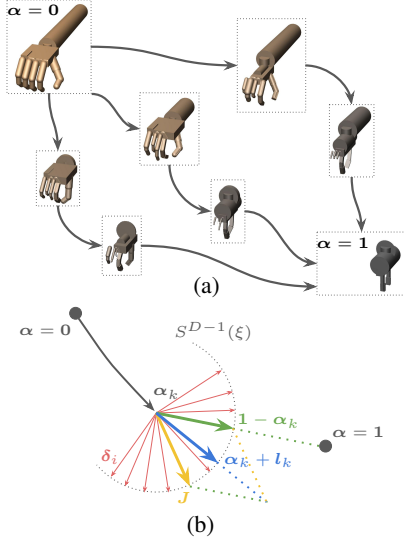 α = 0
α = 1
(a)
α = 0
S^{D−1}(ξ)
α_k
1 − α_k
α = 1
δ_i
α_k + l_k
J
(b)